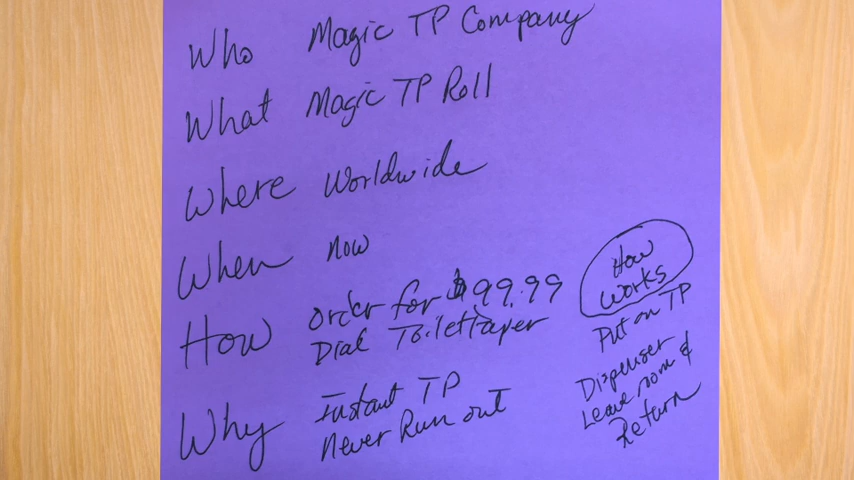 Who Magic TP Company
What Magic TP Roll
Where Worldwide
When now
How Order for $99.99
Dial ToiletPaper
Why Instant TP
Never Run out
How
works
Put on TP
Dispenser
Leave room &
Return